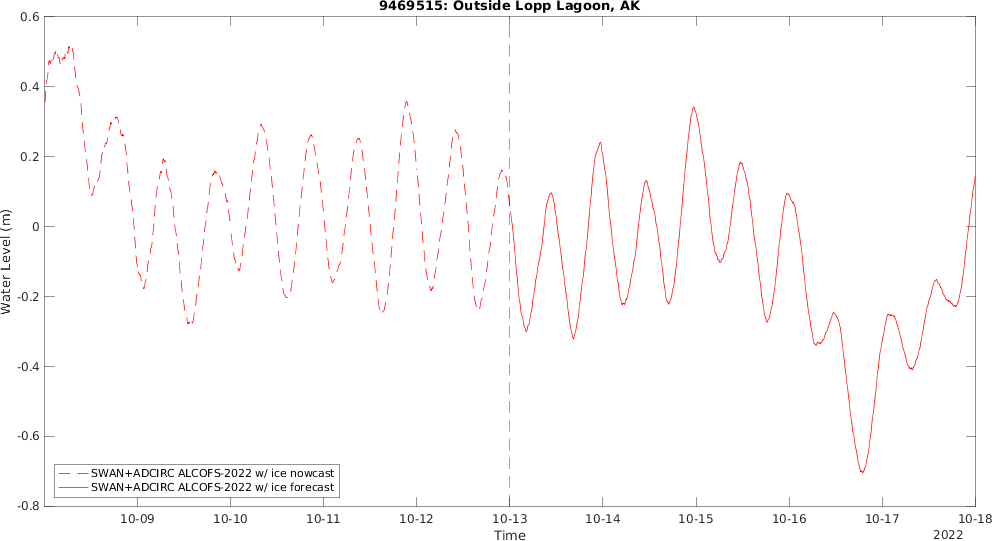 9469515: Outside Lopp Lagoon, AK
0.6
0.4
0.2
0
-0.2
-0.4
-0.6
-0.8
Water Level (m)
SWAN+ADCIRC ALCOFS-2022 w/ ice nowcast
SWAN+ADCIRC ALCOFS-2022 w/ ice forecast
10-09 10-10 10-11 10-12 10-13 10-14 10-15 10-16 10-17 10-18
Time
2022